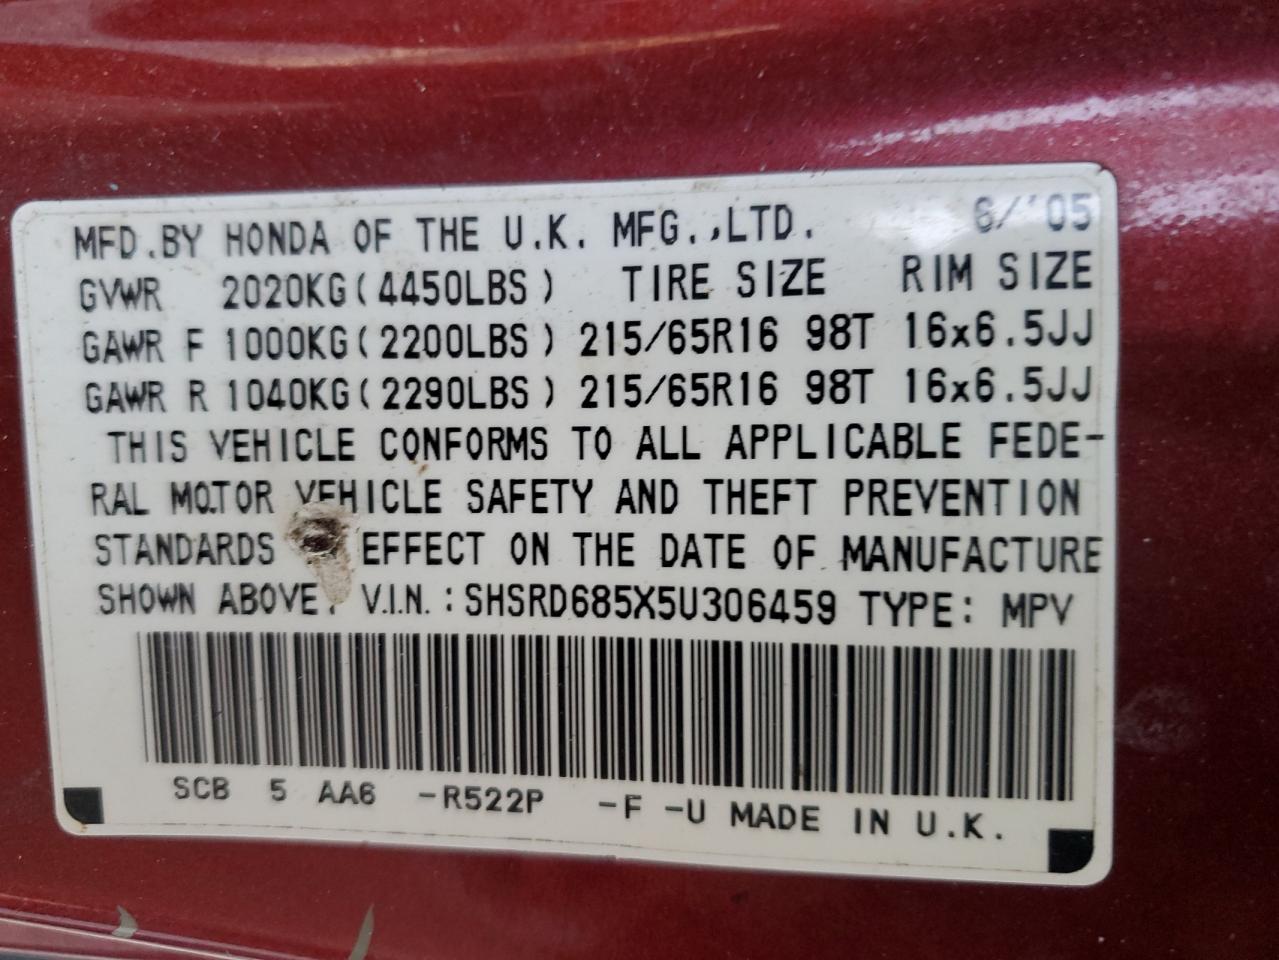 MFD.BY HONDA OF THE U.K. MFG.,LTD. 6/'05
GVWR 2020KG(4450LBS) TIRE SIZE RIM SIZE
GAWR F 1000KG(2200LBS) 215/65R16 98T 16x6.5JJ
GAWR R 1040KG(2290LBS) 215/65R16 98T 16x6.5JJ
THIS VEHICLE CONFORMS TO ALL APPLICABLE FEDE-
RAL MOTOR VEHICLE SAFETY AND THEFT PREVENTION
STANDARDS EFFECT ON THE DATE OF MANUFACTURE
SHOWN ABOVE. V.I.N.:SHSRD685X5U306459 TYPE: MPV
SCB 5 AA6 -R522P -F -U MADE IN U.K.